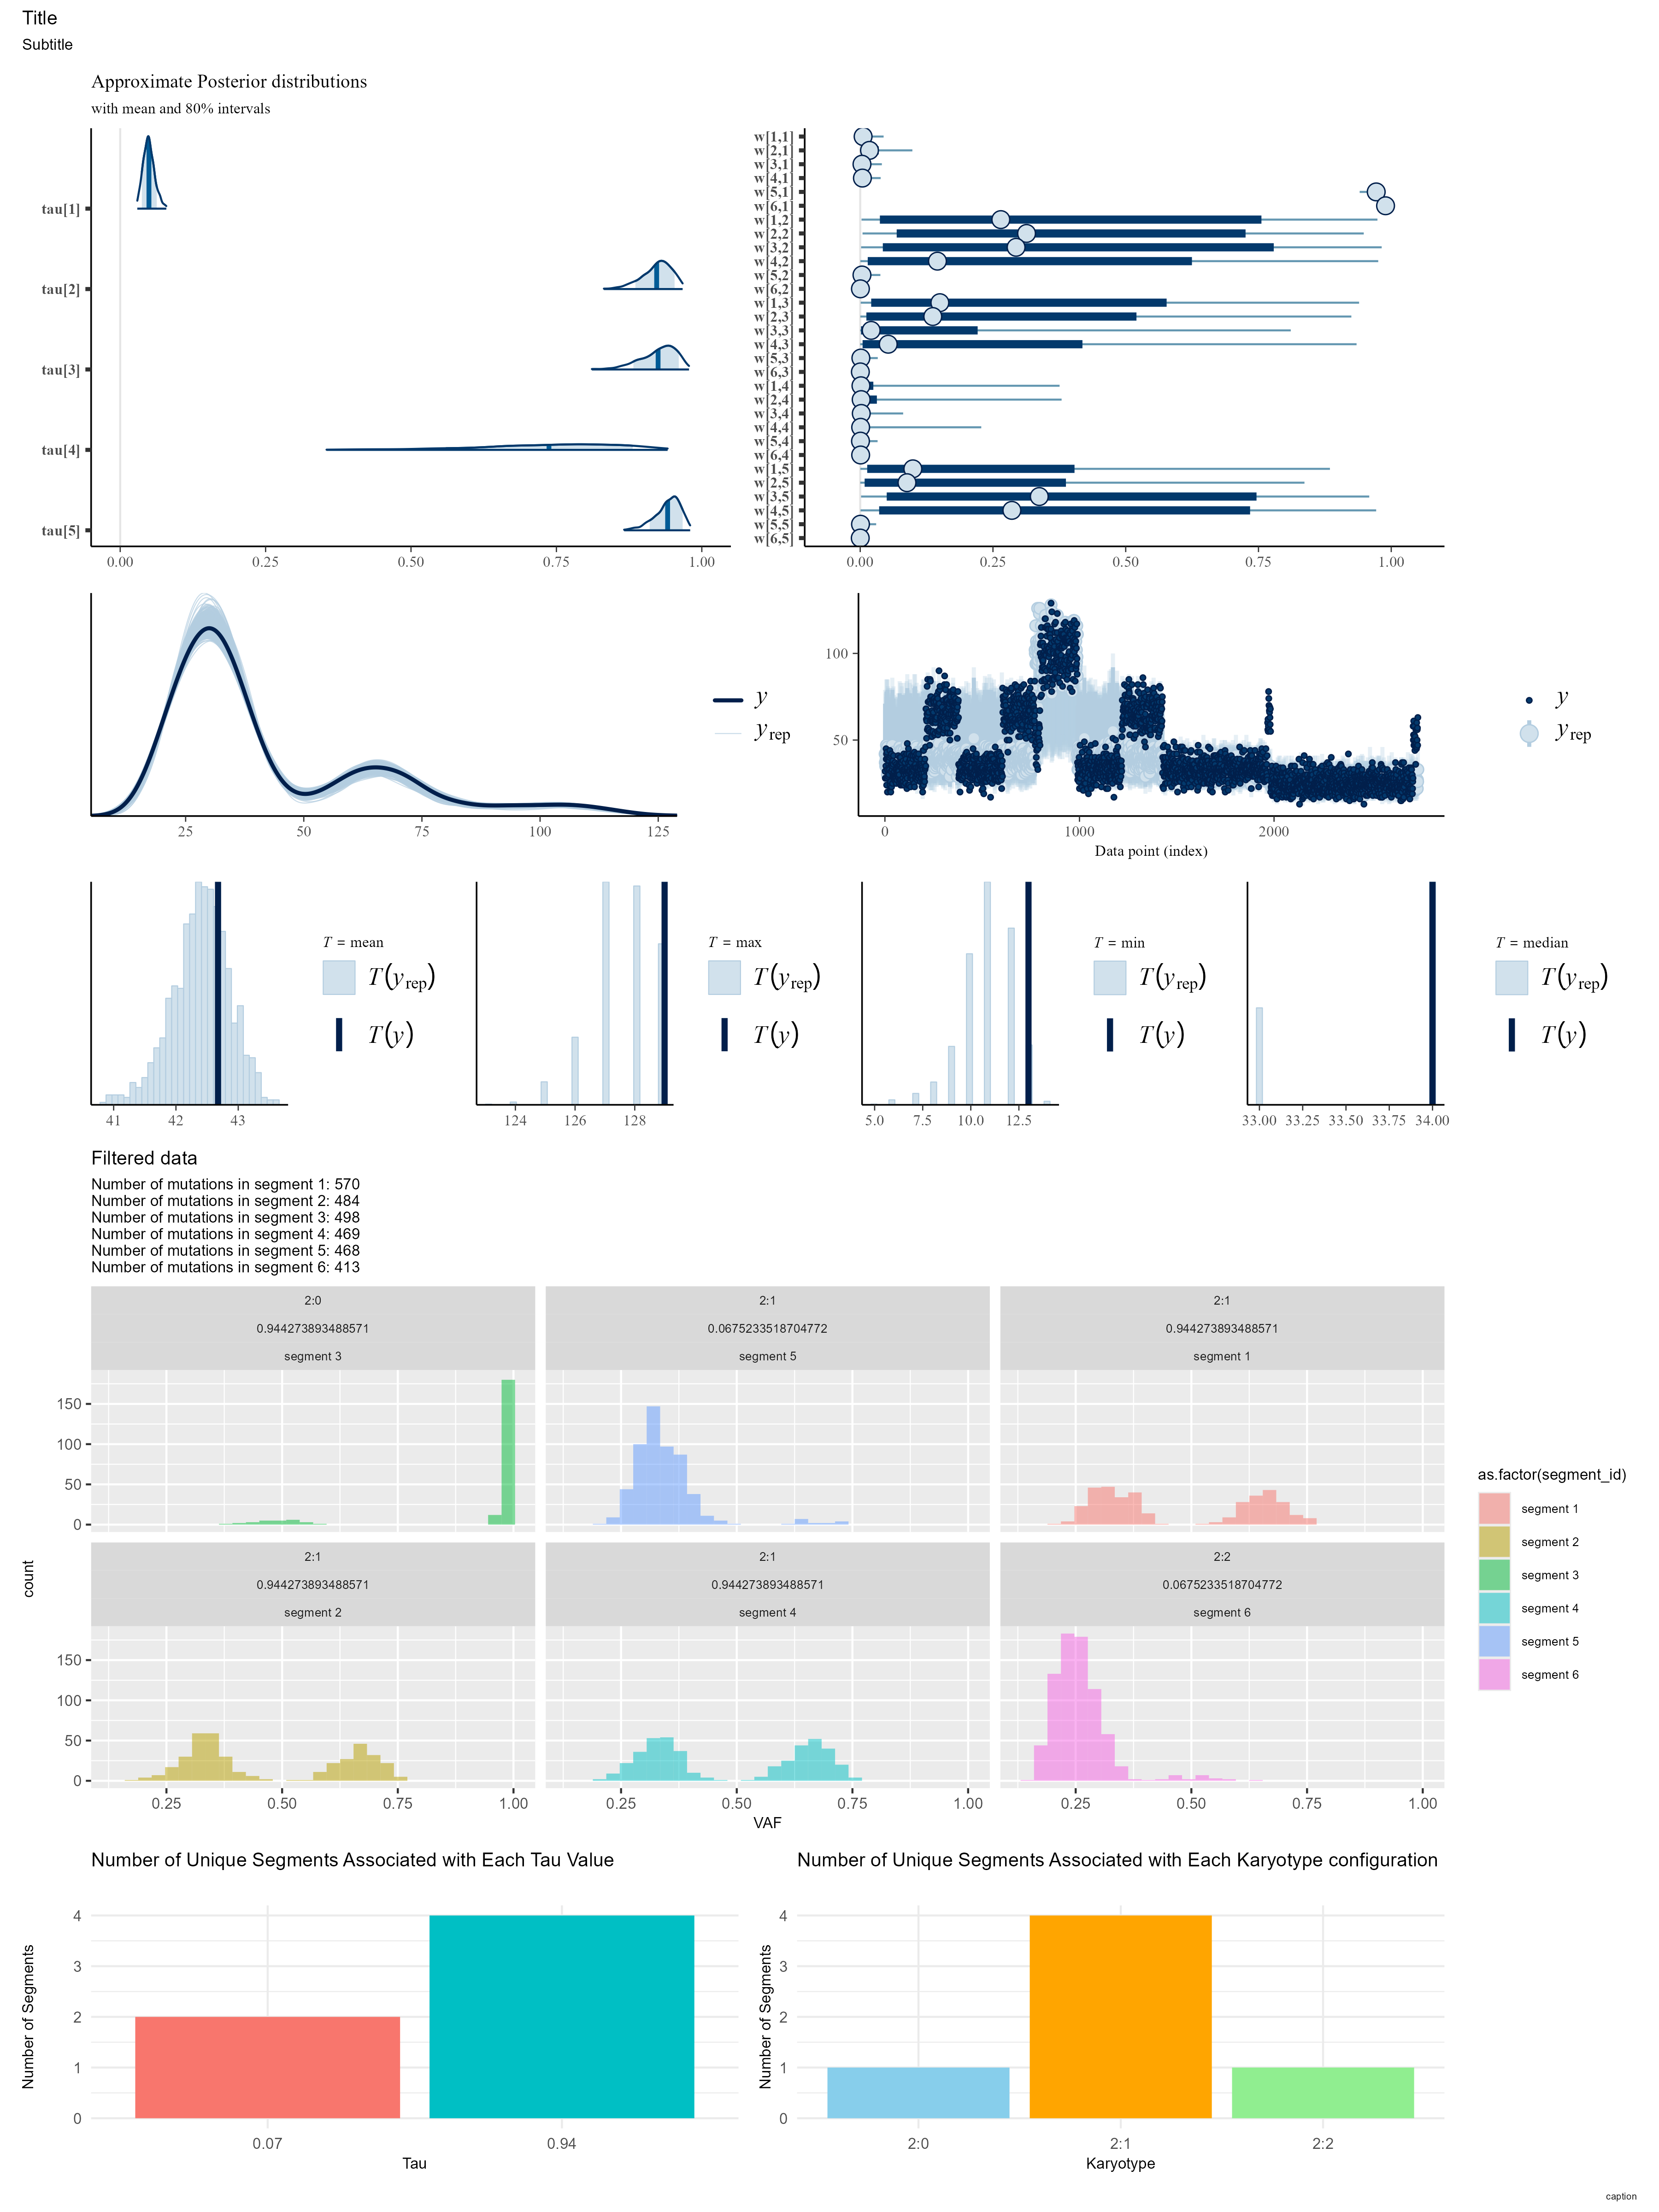 Title
Subtitle
Approximate Posterior distributions
with mean and 80% intervals
tau[1]
tau[2]
tau[3]
tau[4]
tau[5]
0.00 0.25 0.50 0.75 1.00
w[1,1]
w[2,1]
w[3,1]
w[4,1]
w[5,1]
w[6,1]
w[1,2]
w[2,2]
w[3,2]
w[4,2]
w[5,2]
w[6,2]
w[1,3]
w[2,3]
w[3,3]
w[4,3]
w[5,3]
w[6,3]
w[1,4]
w[2,4]
w[3,4]
w[4,4]
w[5,4]
w[6,4]
w[1,5]
w[2,5]
w[3,5]
w[4,5]
w[5,5]
w[6,5]
0.00 0.25 0.50 0.75 1.00
y
yrep
25 50 75 100 125
100
50
0 1000 2000
Data point (index)
y
yrep
T = mean
T(yrep)
T(y)
41 42 43
T = max
T(yrep)
T(y)
124 126 128
T = min
T(yrep)
T(y)
5.0 7.5 10.0 12.5
T = median
T(yrep)
T(y)
33.00 33.25 33.50 33.75 34.00
Filtered data
Number of mutations in segment 1: 570
Number of mutations in segment 2: 484
Number of mutations in segment 3: 498
Number of mutations in segment 4: 469
Number of mutations in segment 5: 468
Number of mutations in segment 6: 413
2:0
0.944273893488571
segment 3
2:1
0.0675233518704772
segment 5
2:1
0.944273893488571
segment 1
150
100
50
0
2:1
0.944273893488571
segment 2
2:1
0.944273893488571
segment 4
2:2
0.0675233518704772
segment 6
150
100
50
0
count
0.25 0.50 0.75 1.00
0.25 0.50 0.75 1.00
0.25 0.50 0.75 1.00
VAF
as.factor(segment_id)
segment 1
segment 2
segment 3
segment 4
segment 5
segment 6
Number of Unique Segments Associated with Each Tau Value
Number of Segments
4
3
2
1
0
0.07 0.94
Tau
Number of Unique Segments Associated with Each Karyotype configuration
Number of Segments
4
3
2
1
0
2:0 2:1 2:2
Karyotype
caption